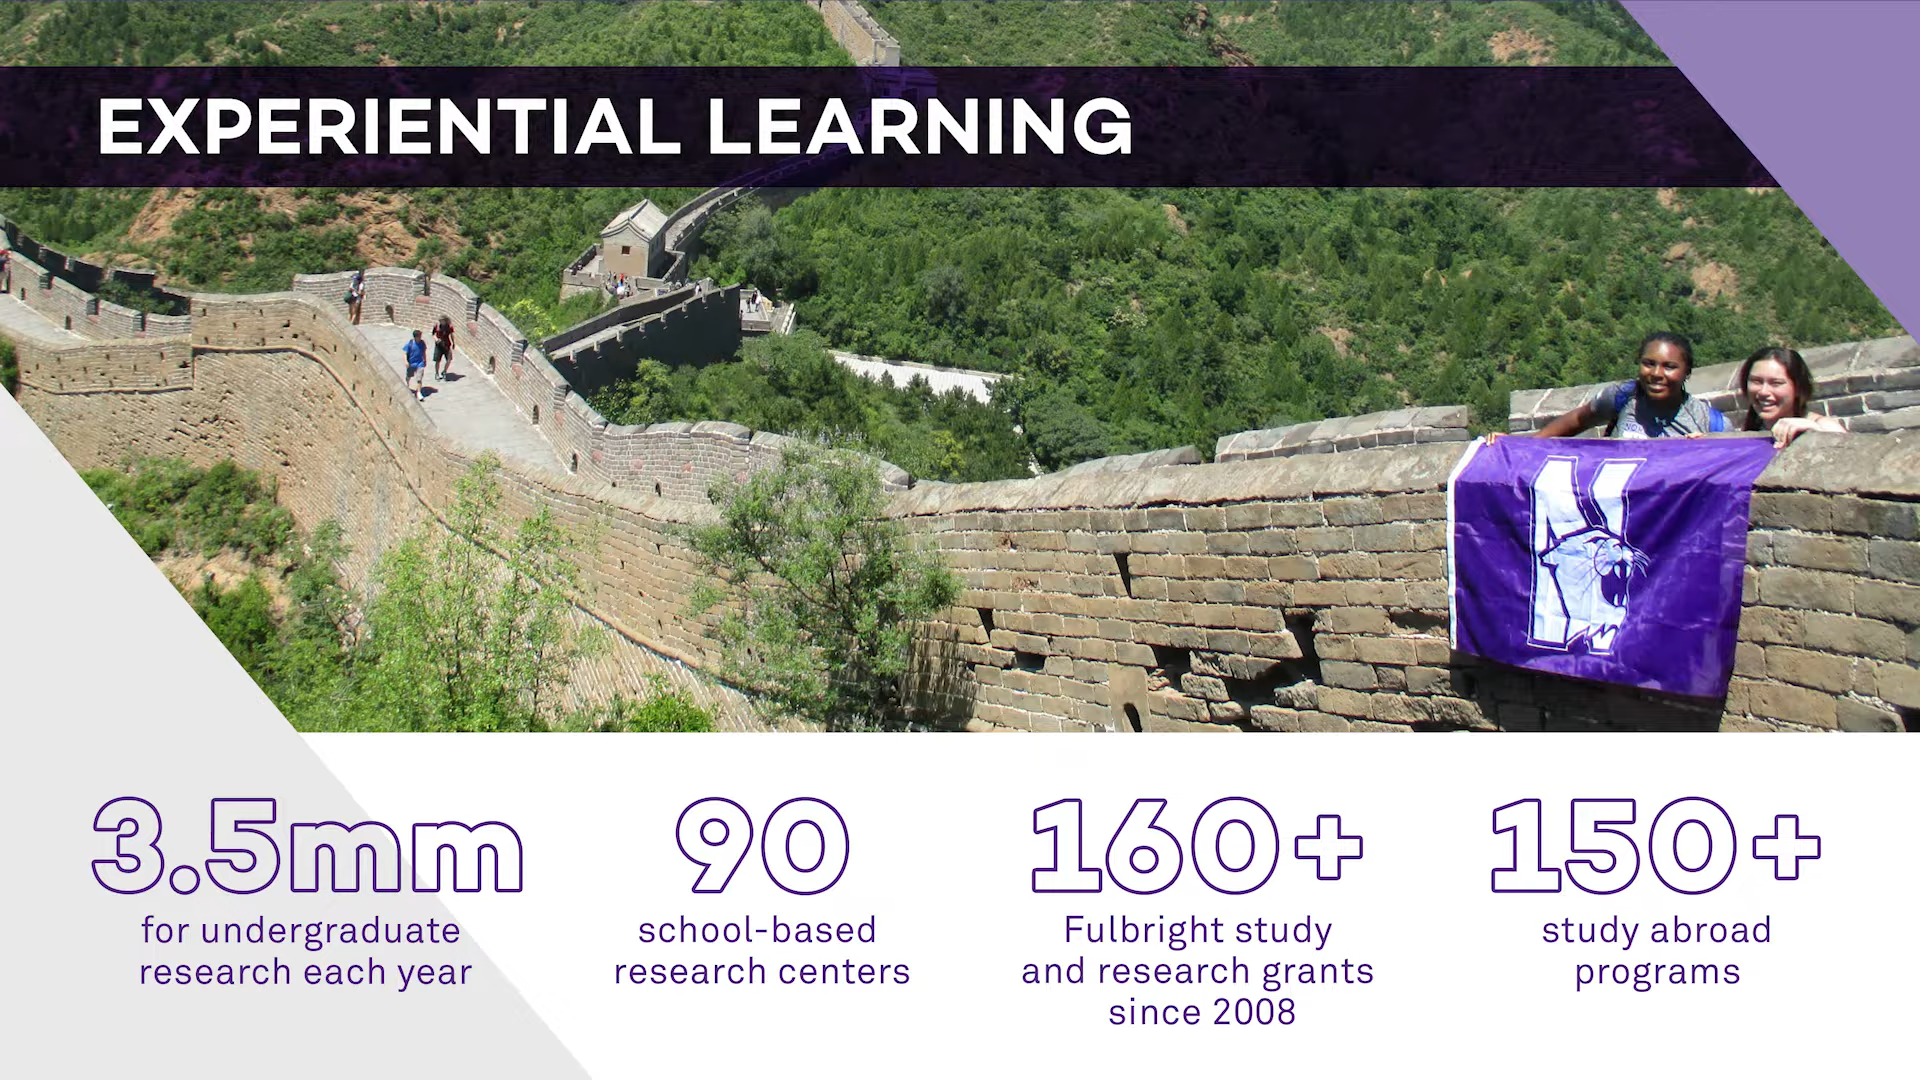 EXPERIENTIAL LEARNING
N
3.5mm
for undergraduate
research each year
90
school-based
research centers
160+
Fulbright study
and research grants
since 2008
150+
study abroad
programs